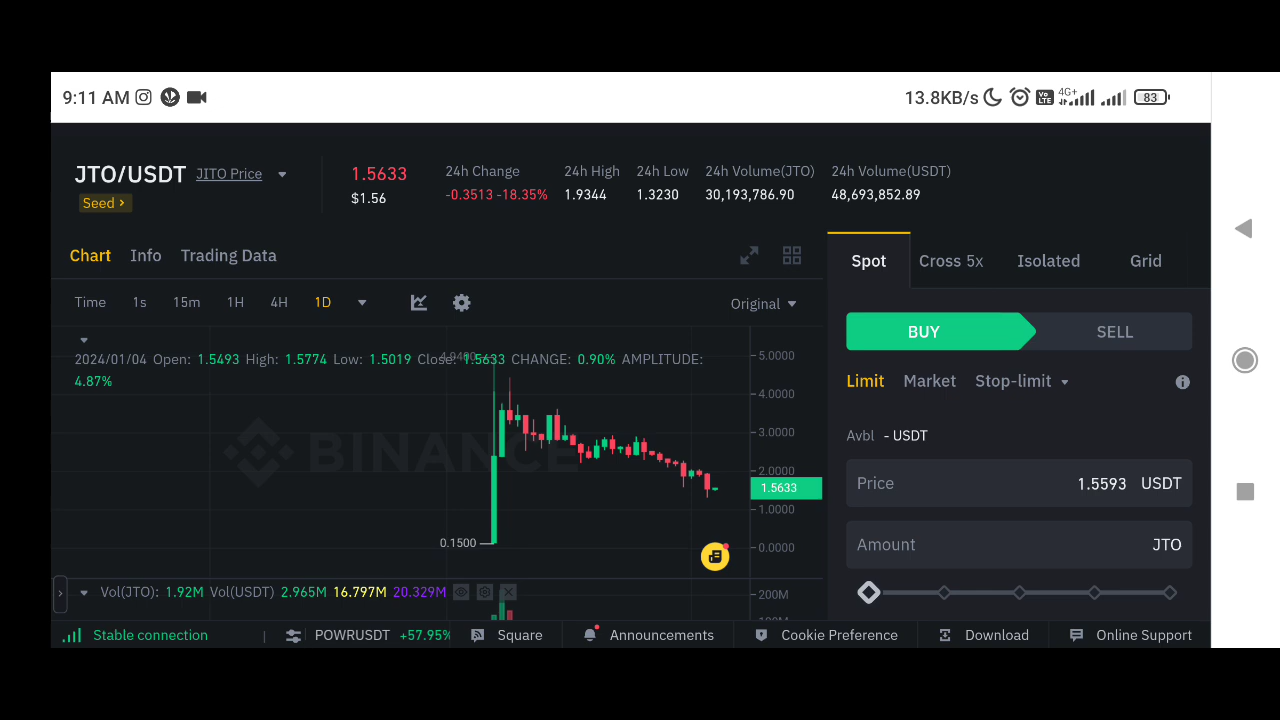 9:11 AM
13.8KB/s 4G+ Vo LTE 83
JTO/USDT JITO Price
Seed
1.5633
$1.56
24h Change 24h High 24h Low 24h Volume(JTO) 24h Volume(USDT)
-0.3513 -18.35% 1.9344 1.3230 30,193,786.90 48,693,852.89
Chart Info Trading Data
Time 1s 15m 1H 4H 1D
Original
2024/01/04 Open: 1.5493 High: 1.5774 Low: 1.5019 Close: 1.5633 CHANGE: 0.90% AMPLITUDE:
4.87%
4.9400
BINANCE
0.1500
5.0000
4.0000
3.0000
2.0000
1.5633
1.0000
0.0000
Vol(JTO): 1.92M Vol(USDT) 2.965M 16.797M 20.329M
200M
Spot Cross 5x Isolated Grid
BUY SELL
Limit Market Stop-limit
Avbl - USDT
Price 1.5593 USDT
Amount JTO
Stable connection POWRUSDT +57.95% Square Announcements Cookie Preference Download Online Support